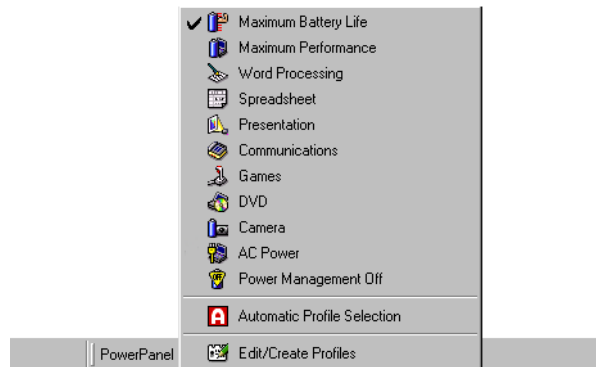 Maximum Battery Life
Maximum Performance
Word Processing
Spreadsheet
Presentation
Communications
Games
DVD
Camera
AC Power
OFF
Power Management Off
A
Automatic Profile Selection
PowerPanel
Edit/Create Profiles